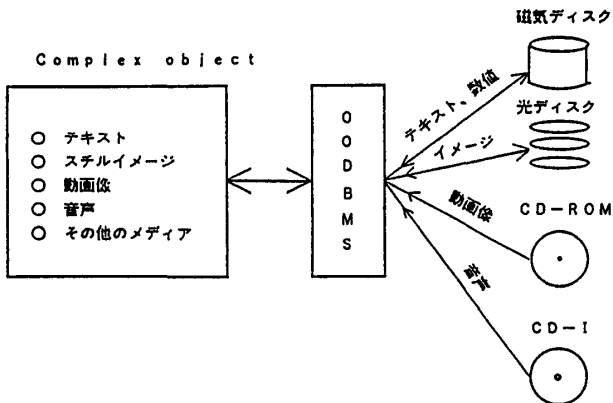 Complex object
○ テキスト
○ スチルイメージ
○ 動画像
○ 音声
○ その他のメディア
OODBMS
磁気ディスク
テキスト、数値
光ディスク
イメージ
CD-ROM
動画像
CD-I
音声